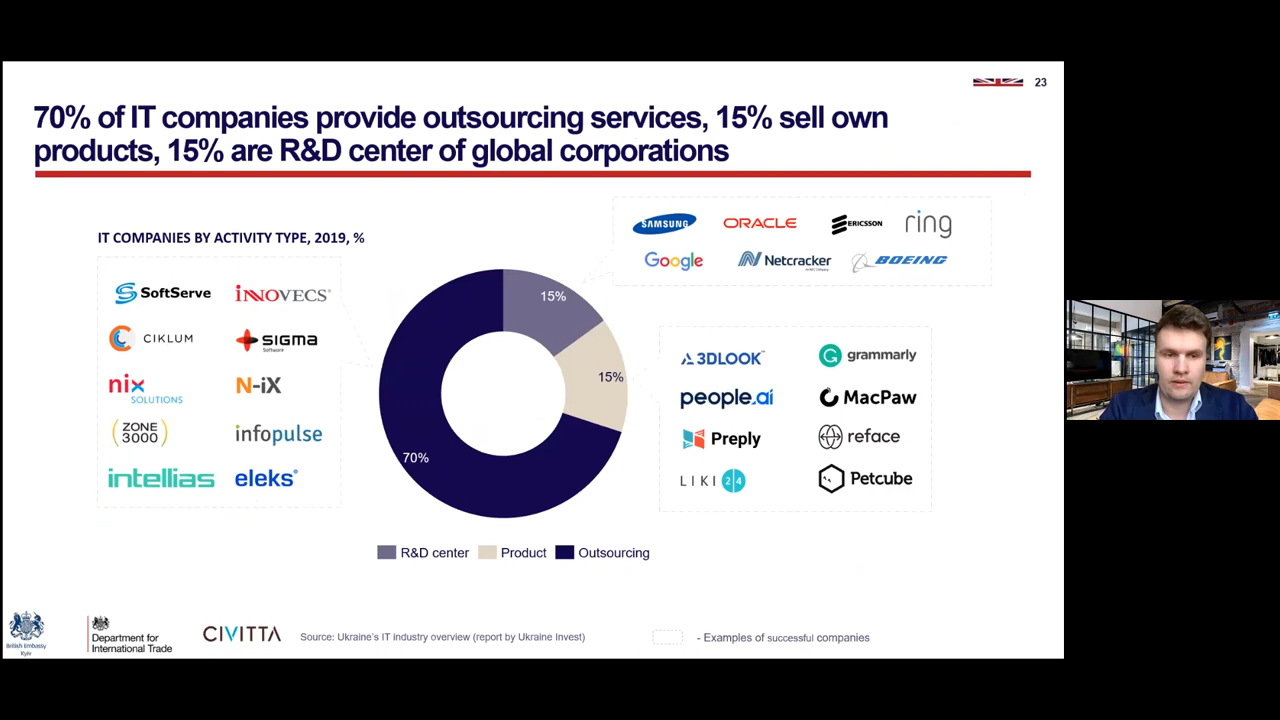 23
70% of IT companies provide outsourcing services, 15% sell own
products, 15% are R&D center of global corporations
IT COMPANIES BY ACTIVITY TYPE, 2019, %
SoftServe
INNOVECS®
CIKLUM
SIGMA
Software
nix
SOLUTIONS
N-iX
ZONE
3000
infopulse
intellias
eleks®
15%
15%
70%
SAMSUNG
ORACLE
ERICSSON
ring
Google
Netcracker
BOEING
3DLOOK™
grammarly
people.ai
MacPaw
Preply
reface
LIKI 24
Petcube
R&D center
Product
Outsourcing
British Embassy
Kyiv
Department for
International Trade
CIVITTA
Source: Ukraine's IT industry overview (report by Ukraine Invest)
- Examples of successful companies